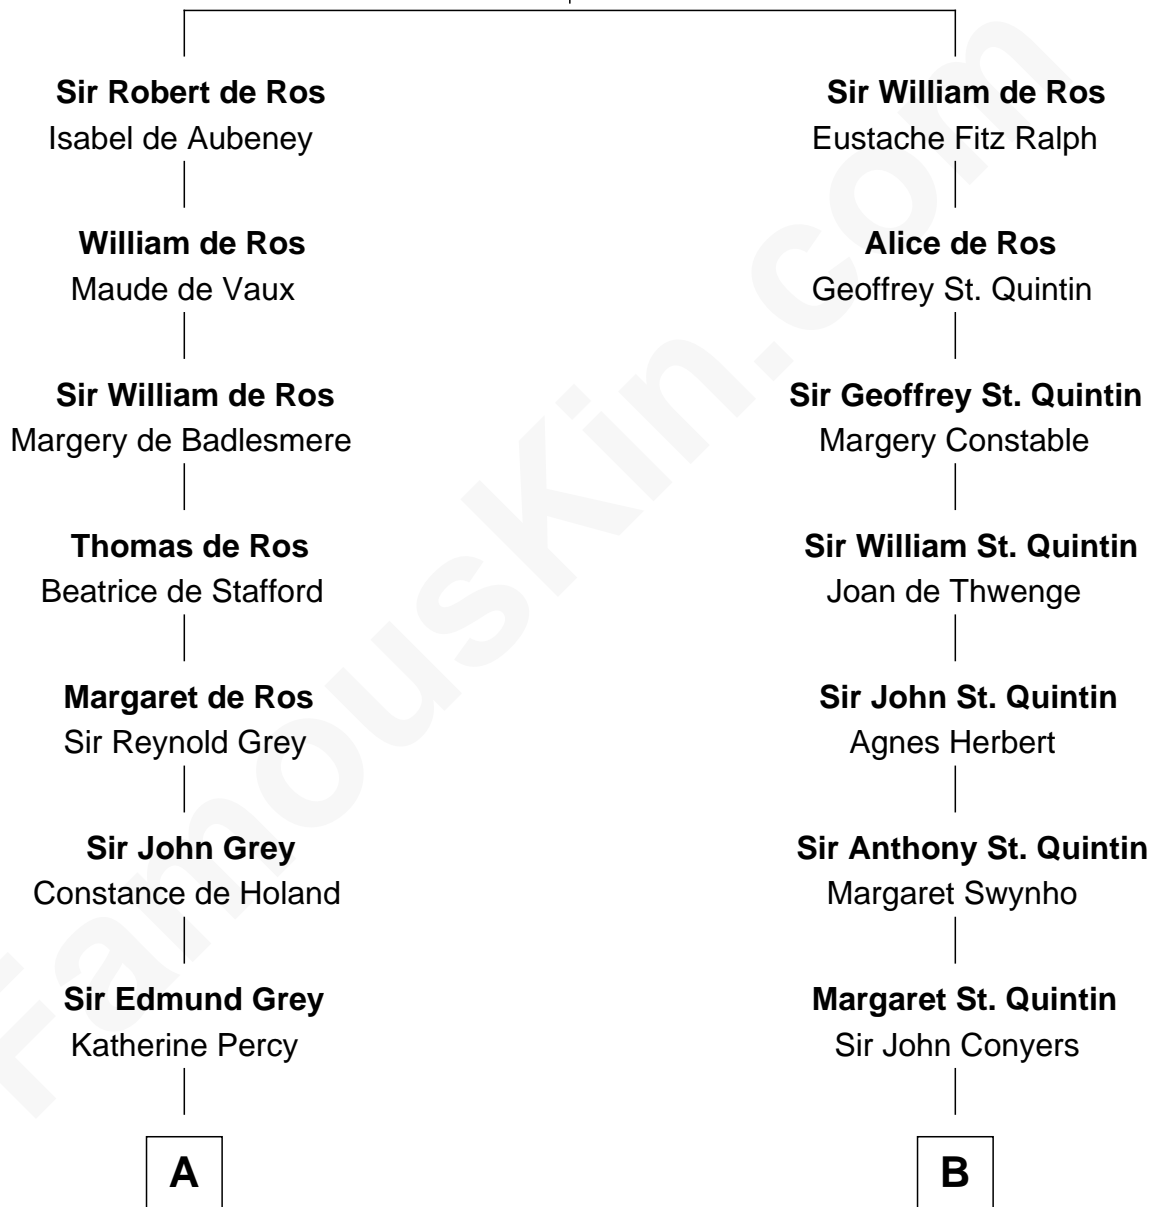 Sir Robert de Ros
Isabel de Aubeney
William de Ros
Maude de Vaux
Sir William de Ros
Margery de Badlesmere
Thomas de Ros
Beatrice de Stafford
Margaret de Ros
Sir Reynold Grey
Sir John Grey
Constance de Holand
Sir Edmund Grey
Katherine Percy
A
Sir William de Ros
Eustache Fitz Ralph
Alice de Ros
Geoffrey St. Quintin
Sir Geoffrey St. Quintin
Margery Constable
Sir William St. Quintin
Joan de Thwenge
Sir John St. Quintin
Agnes Herbert
Sir Anthony St. Quintin
Margaret Swynho
Margaret St. Quintin
Sir John Conyers
B
FamousKin.com